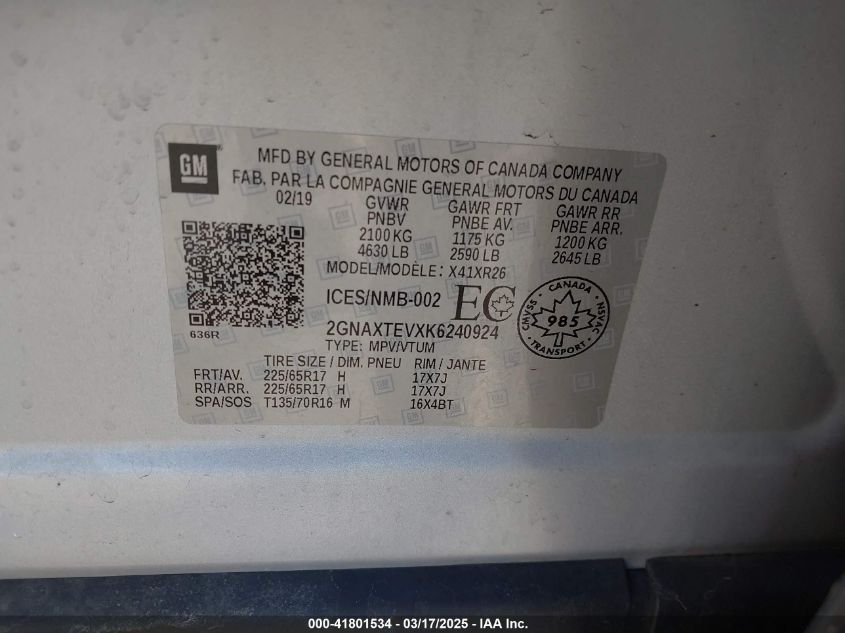 GM
MFD BY GENERAL MOTORS OF CANADA COMPANY
FAB. PAR LA COMPAGNIE GENERAL MOTORS DU CANADA
02/19 GVWR GAWR FRT GAWR RR
PNBV PNBE AV. PNBE ARR.
2100 KG 1175 KG 1200 KG
4630 LB 2590 LB 2645 LB
MODEL/MODÈLE: X41XR26
ICES/NMB-002 EC
CANADA
CMVSS 985 NSVAC
TRANSPORT
636R
2GNAXTEVXK6240924
TYPE: MPV/VTUM
TIRE SIZE / DIM. PNEU RIM / JANTE
FRT/AV. 225/65R17 H 17X7J
RR/ARR. 225/65R17 H 17X7J
SPA/SOS T135/70R16 M 16X4BT
000-41801534 - 03/17/2025 - IAA Inc.